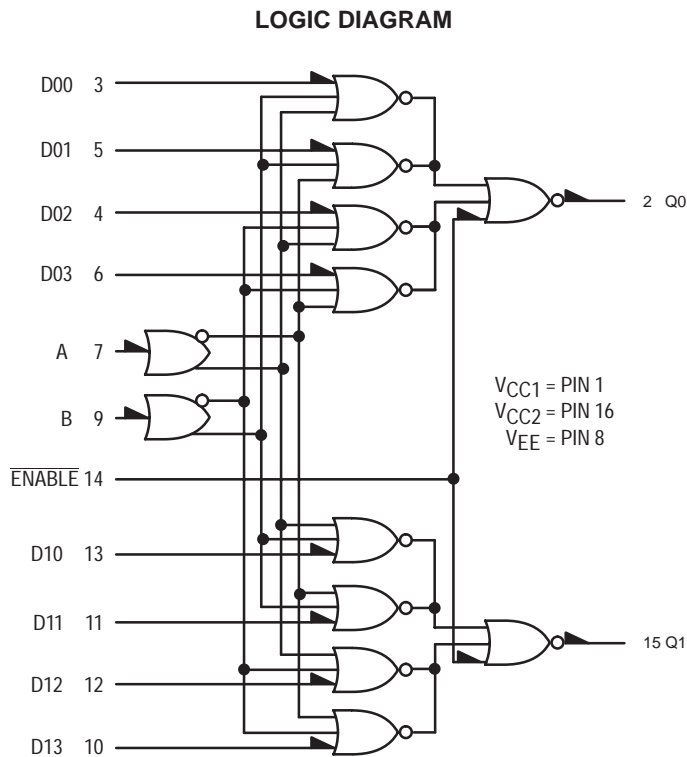 LOGIC DIAGRAM
D00 3
D01 5
D02 4
2 Q0
D03 6
A 7
VCC1 = PIN 1
VCC2 = PIN 16
B 9
VEE = PIN 8
ENABLE 14
D10 13
D11 11
15 Q1
D12 12
D13 10